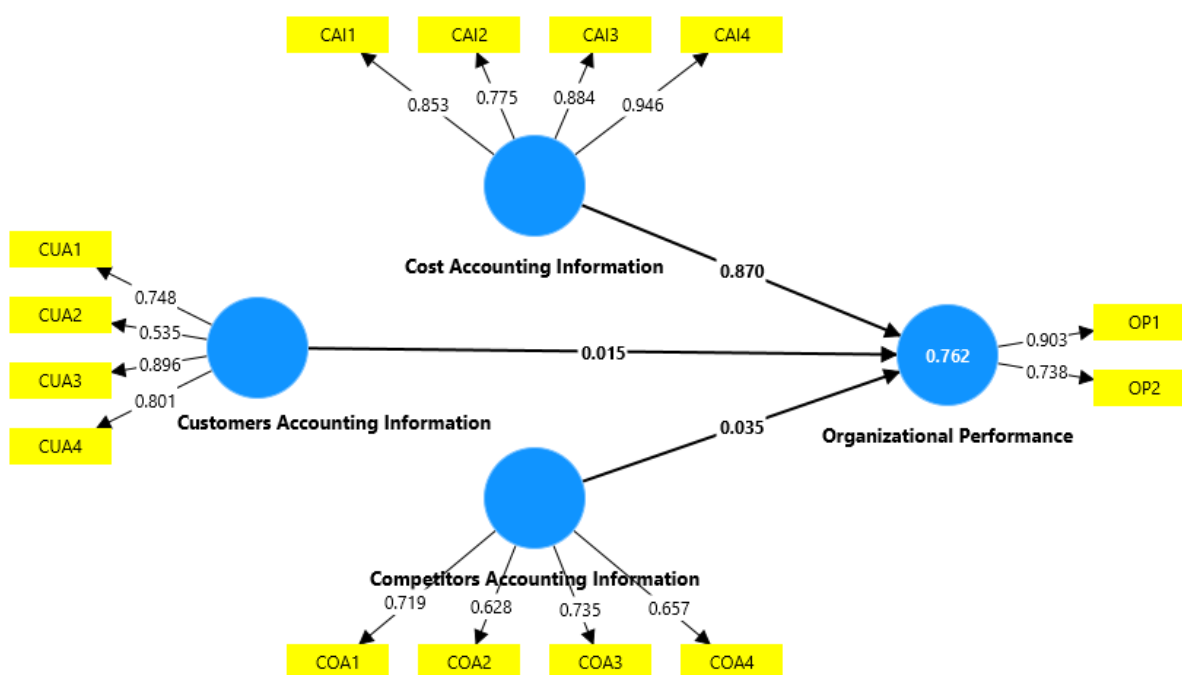 CAI1 CAI2 CAI3 CAI4
0.853 0.775 0.884 0.946
Cost Accounting Information
0.870
CUA1
0.748
CUA2
0.535
CUA3
0.896
0.801
CUA4
Customers Accounting Information
0.015
0.762
0.903
OP1
0.738
OP2
Organizational Performance
0.035
Competitors Accounting Information
0.719 0.628 0.735 0.657
COA1 COA2 COA3 COA4